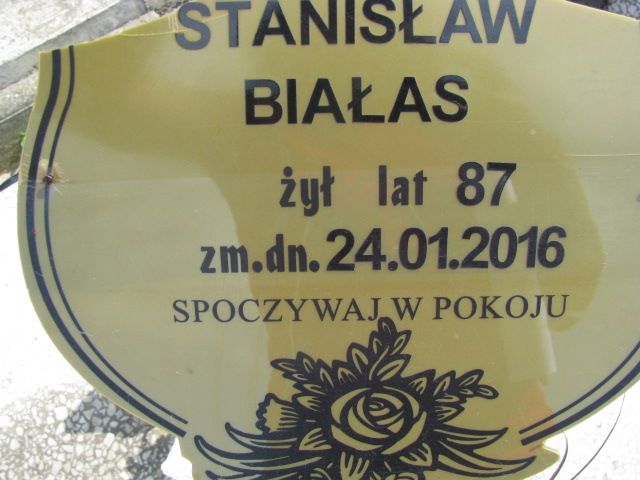 STANISŁAW
BIAŁAS
żył lat 87
zm.dn.24.01.2016
SPOCZYWAJ W POKOJU